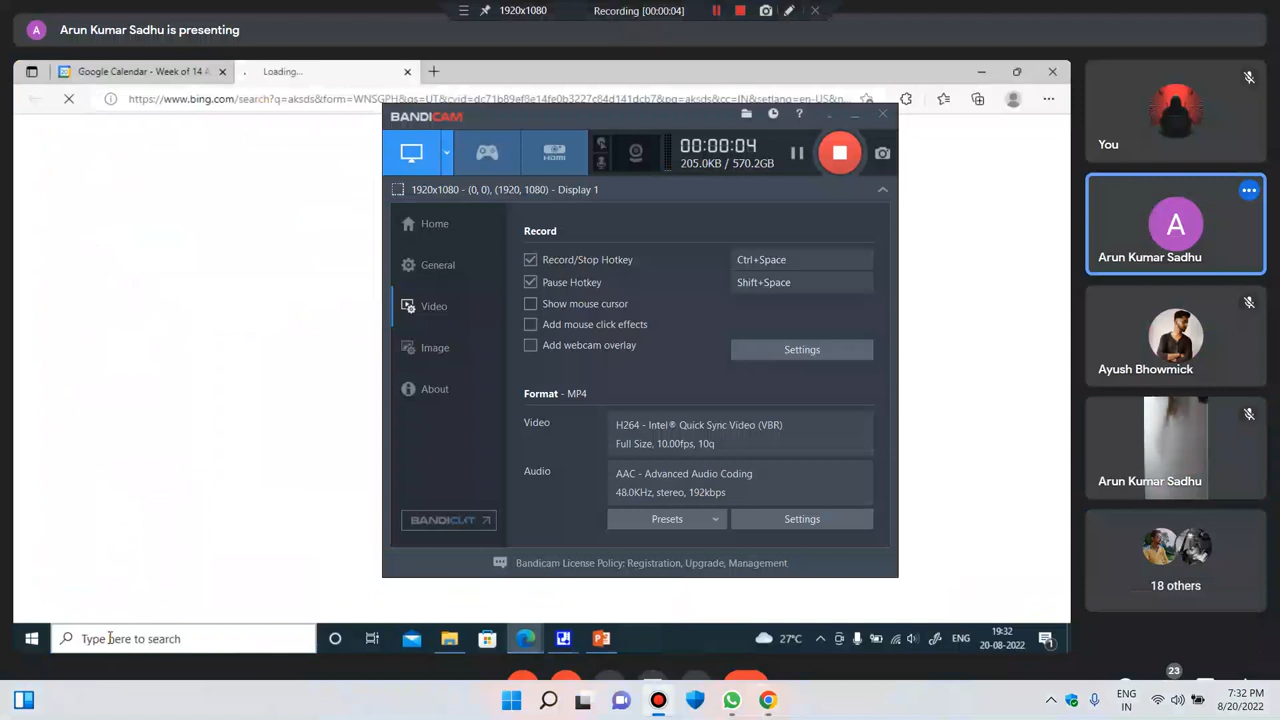 1920x1080
Recording [00:00:04]
A
Arun Kumar Sadhu is presenting
Google Calendar - Week of 14 A
Loading...
https://www.bing.com/search?q=aksds&form=WNSGPH&qs=UT&cvid=dc71b89ef8e14fe0b3227c84d141dcb7&pq=aksds&cc=IN&setlang=en-US&n
BANDICAM
HDMI
00:00:04
205.0KB / 570.2GB
1920x1080 - (0, 0), (1920, 1080) - Display 1
Home
General
Video
Image
About
BANDICUT
Record
Record/Stop Hotkey
Ctrl+Space
Pause Hotkey
Shift+Space
Show mouse cursor
Add mouse click effects
Add webcam overlay
Settings
Format - MP4
Video
H264 - Intel® Quick Sync Video (VBR)
Full Size, 10.00fps, 10q
Audio
AAC - Advanced Audio Coding
48.0KHz, stereo, 192kbps
Presets
Settings
Bandicam License Policy: Registration, Upgrade, Management
You
A
Arun Kumar Sadhu
Ayush Bhowmick
Arun Kumar Sadhu
18 others
Type here to search
27°C
ENG
19:32
20-08-2022
1
23
ENG
IN
7:32 PM
8/20/2022